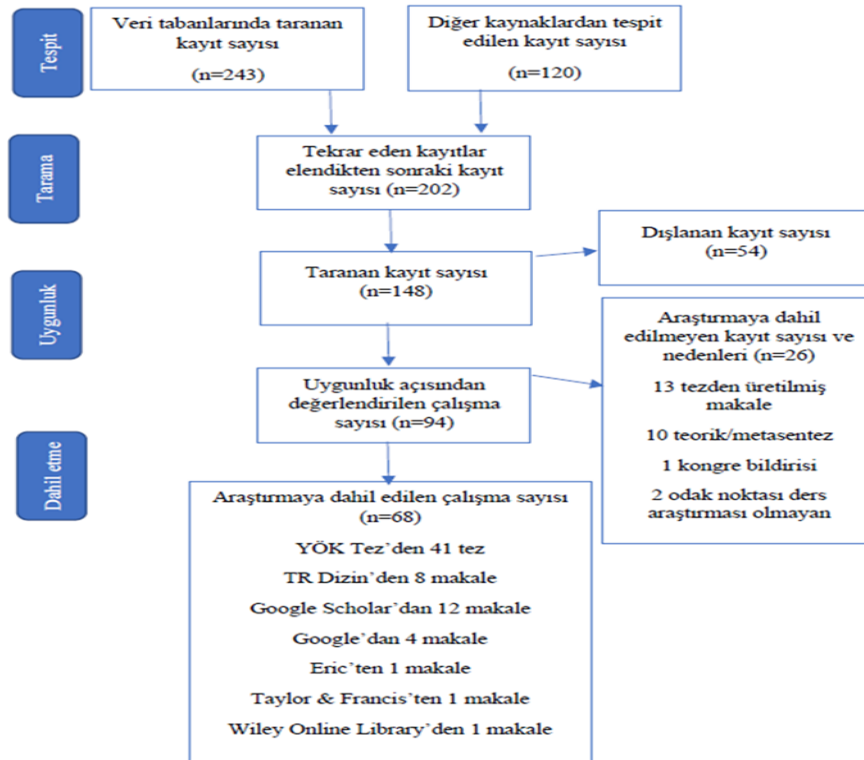 Tespit
Veri tabanlarında taranan
kayıt sayısı
(n=243)
Diğer kaynaklardan tespit
edilen kayıt sayısı
(n=120)
Tarama
Tekrar eden kayıtlar
elendikten sonraki kayıt
sayısı (n=202)
Uygunluk
Taranan kayıt sayısı
(n=148)
Dışlanan kayıt sayısı
(n=54)
Uygunluk açısından
değerlendirilen çalışma
sayısı (n=94)
Araştırmaya dahil
edilmeyen kayıt sayısı ve
nedenleri (n=26)
13 tezden üretilmiş
makale
10 teorik/metasentez
1 kongre bildirisi
2 odak noktası ders
araştırması olmayan
Dahil etme
Araştırmaya dahil edilen çalışma sayısı
(n=68)
YÖK Tez’den 41 tez
TR Dizin’den 8 makale
Google Scholar’dan 12 makale
Google’dan 4 makale
Eric’ten 1 makale
Taylor & Francis’ten 1 makale
Wiley Online Library’den 1 makale